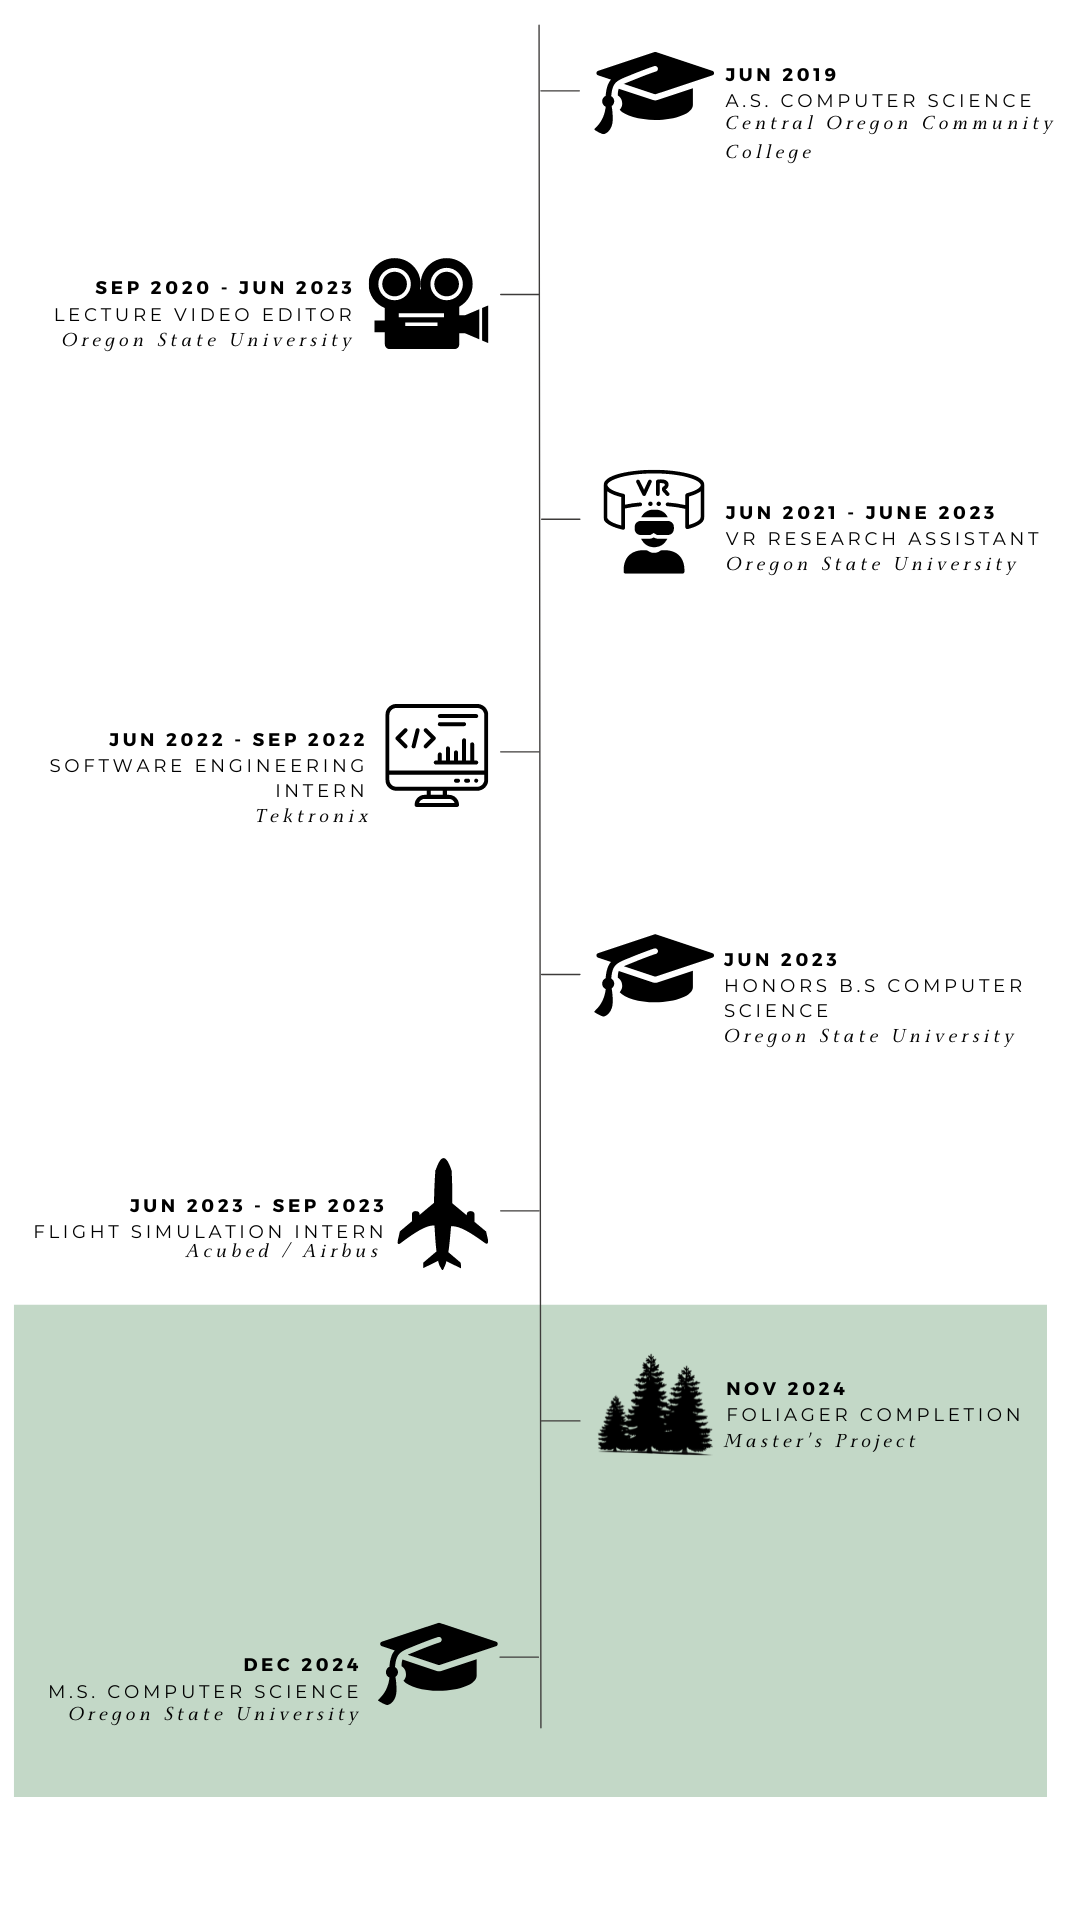 JUN 2019
A.S. COMPUTER SCIENCE
Central Oregon Community
College
SEP 2020 - JUN 2023
LECTURE VIDEO EDITOR
Oregon State University
VR
JUN 2021 - JUNE 2023
VR RESEARCH ASSISTANT
Oregon State University
JUN 2022 - SEP 2022
SOFTWARE ENGINEERING
INTERN
Tektronix
</>
JUN 2023
HONORS B.S COMPUTER
SCIENCE
Oregon State University
JUN 2023 - SEP 2023
FLIGHT SIMULATION INTERN
Acubed / Airbus
NOV 2024
FOLIAGER COMPLETION
Master's Project
DEC 2024
M.S. COMPUTER SCIENCE
Oregon State University